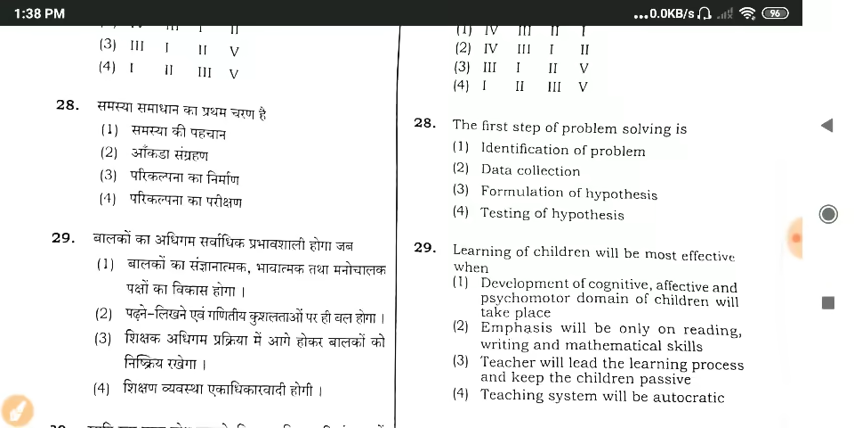 1:38 PM
...0.0KB/s
96
(3) III I II V
(4) I II III V
28. समस्या समाधान का प्रथम चरण है
(1) समस्या की पहचान
(2) आँकडा संग्रहण
(3) परिकल्पना का निर्माण
(4) परिकल्पना का परीक्षण
29. बालकों का अधिगम सर्वाधिक प्रभावशाली होगा जब
(1) बालकों का संज्ञानात्मक, भावात्मक तथा मनोचालक
पक्षों का विकास होगा ।
(2) पढ़ने-लिखने एवं गणितीय कुशलताओं पर ही बल होगा ।
(3) शिक्षक अधिगम प्रक्रिया में आगे होकर बालकों को
निष्क्रिय रखेगा ।
(4) शिक्षण व्यवस्था एकाधिकारवादी होगी ।
(1) IV III II I
(2) IV III I II
(3) III I II V
(4) I II III V
28. The first step of problem solving is
(1) Identification of problem
(2) Data collection
(3) Formulation of hypothesis
(4) Testing of hypothesis
29. Learning of children will be most effective
when
(1) Development of cognitive, affective and
psychomotor domain of children will
take place
(2) Emphasis will be only on reading,
writing and mathematical skills
(3) Teacher will lead the learning process
and keep the children passive
(4) Teaching system will be autocratic